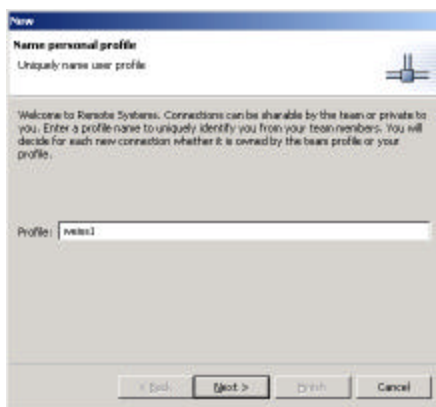 New
Name personal profile
Uniquely name user profile
Welcome to Remote Systems. Connections can be sharable by the team or private to
you. Enter a profile name to uniquely identify you from your team members. You will
decide for each new connection whether it is owned by the team profile or your
profile.
Profile:
< Back Next > Finish Cancel